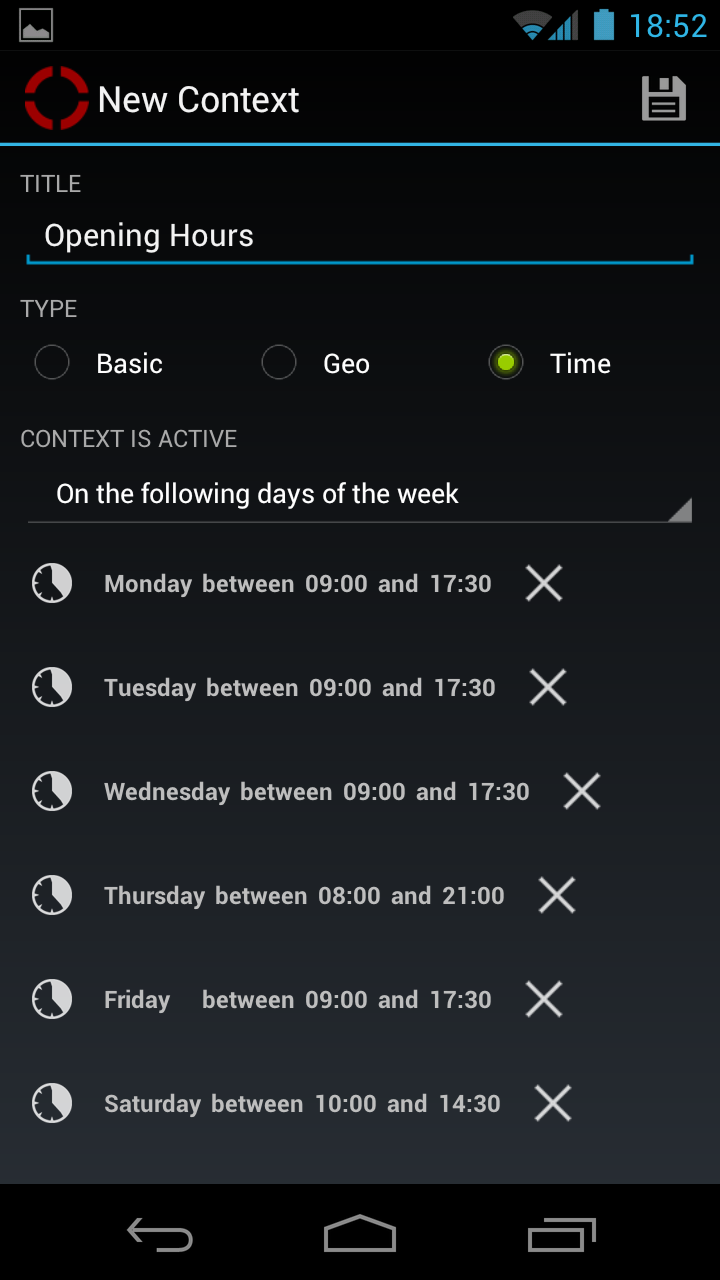 18:52
New Context
TITLE
Opening Hours
TYPE
Basic Geo Time
CONTEXT IS ACTIVE
On the following days of the week
Monday between 09:00 and 17:30
Tuesday between 09:00 and 17:30
Wednesday between 09:00 and 17:30
Thursday between 08:00 and 21:00
Friday between 09:00 and 17:30
Saturday between 10:00 and 14:30